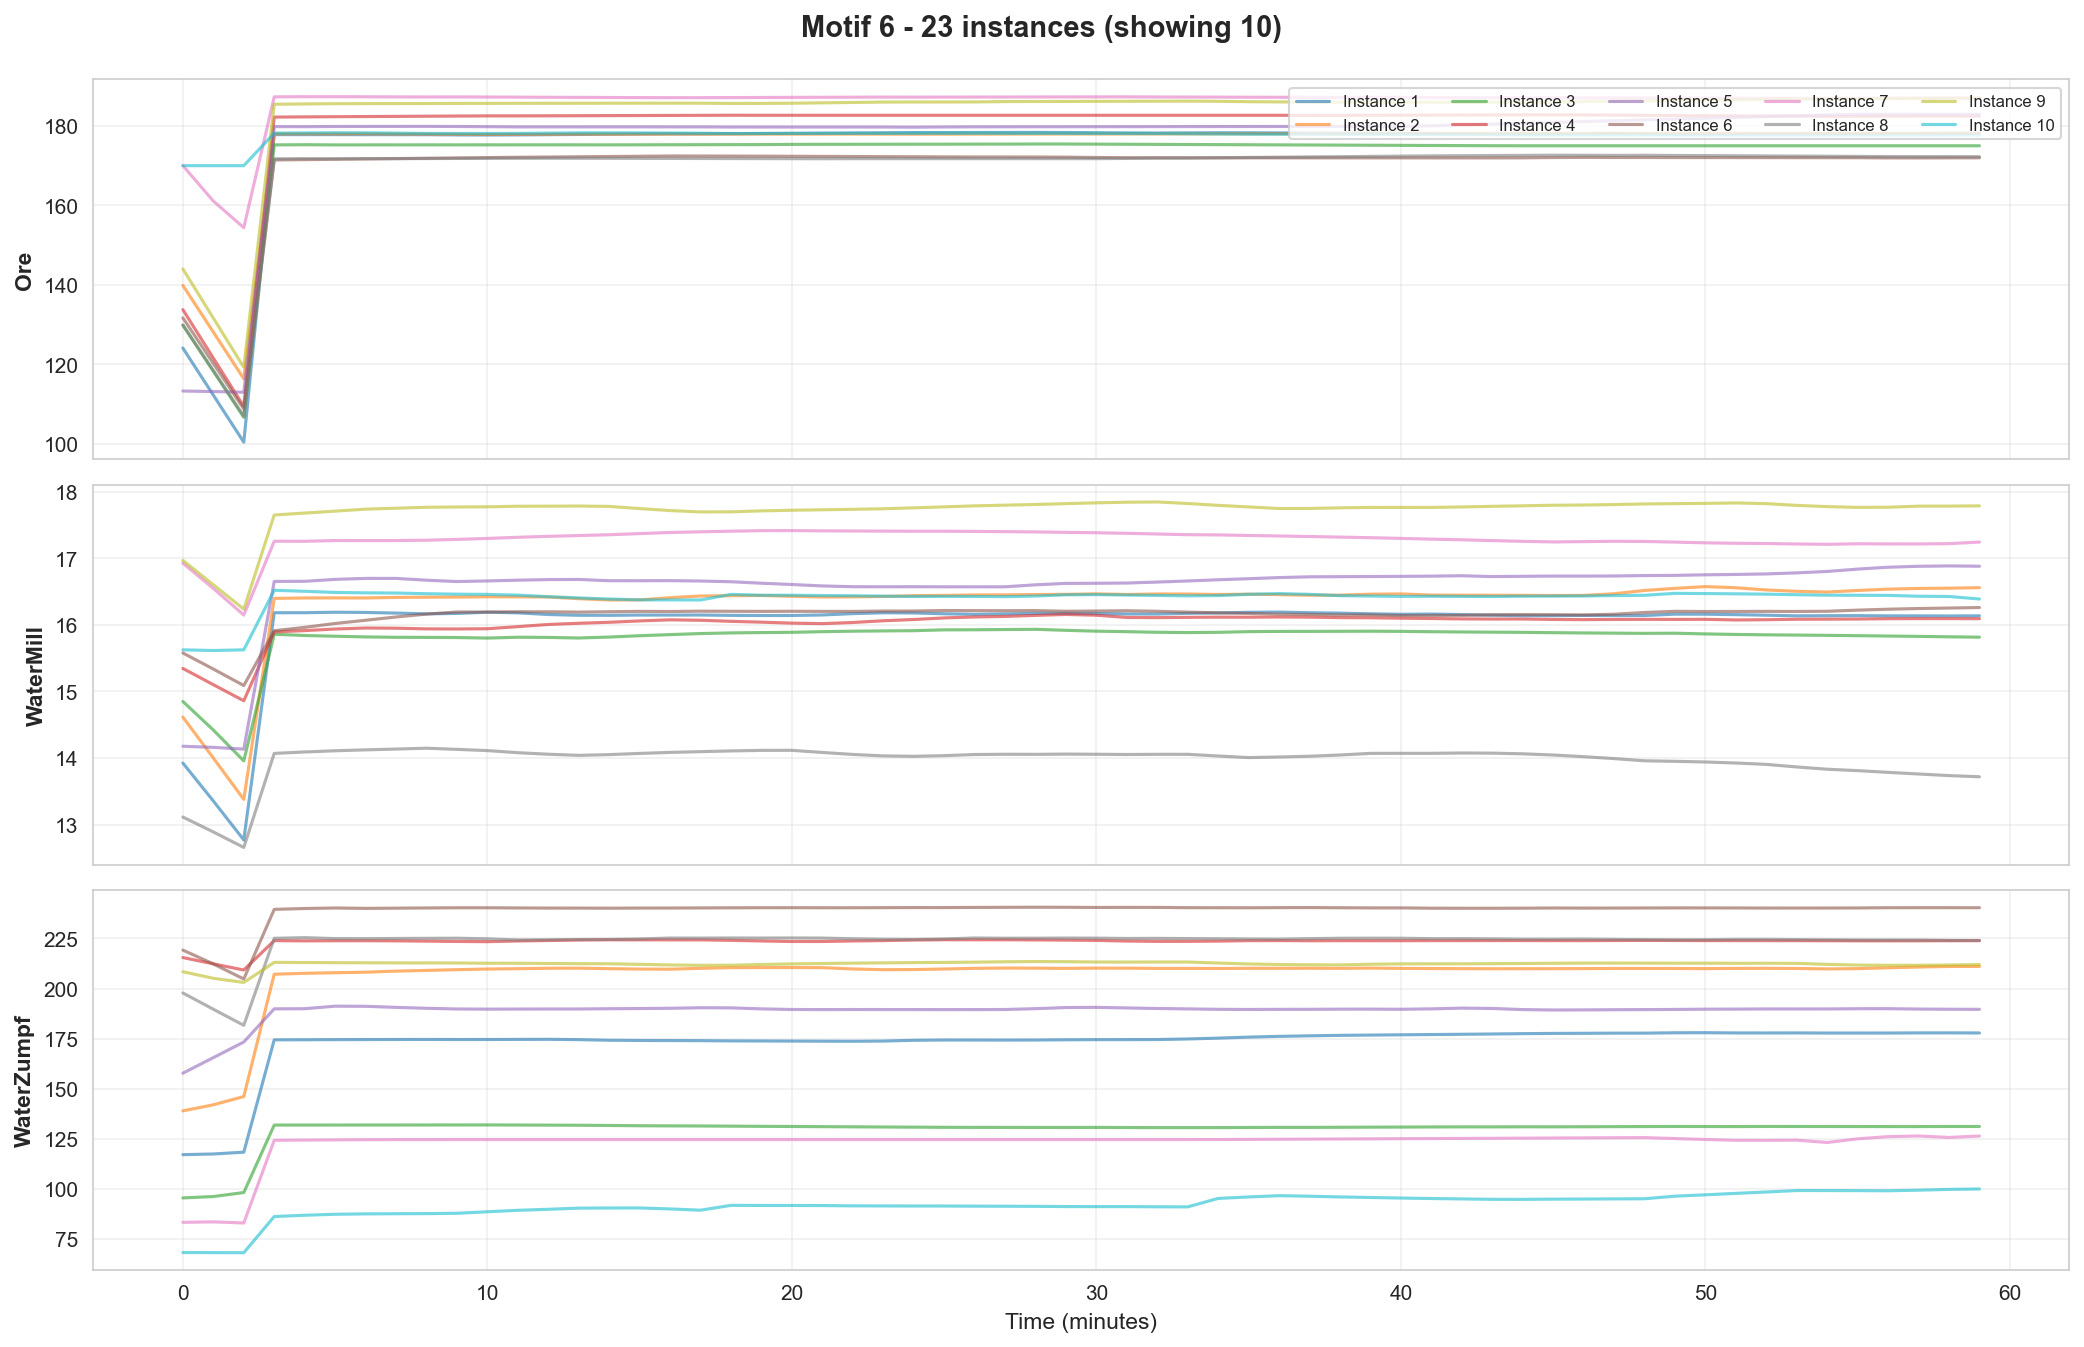 Motif 6 - 23 instances (showing 10)
Instance 1 Instance 3 Instance 5 Instance 7 Instance 9
Instance 2 Instance 4 Instance 6 Instance 8 Instance 10
Ore
180
160
140
120
100
WaterMill
18
17
16
15
14
13
WaterZumpf
225
200
175
150
125
100
75
0 10 20 30 40 50 60
Time (minutes)